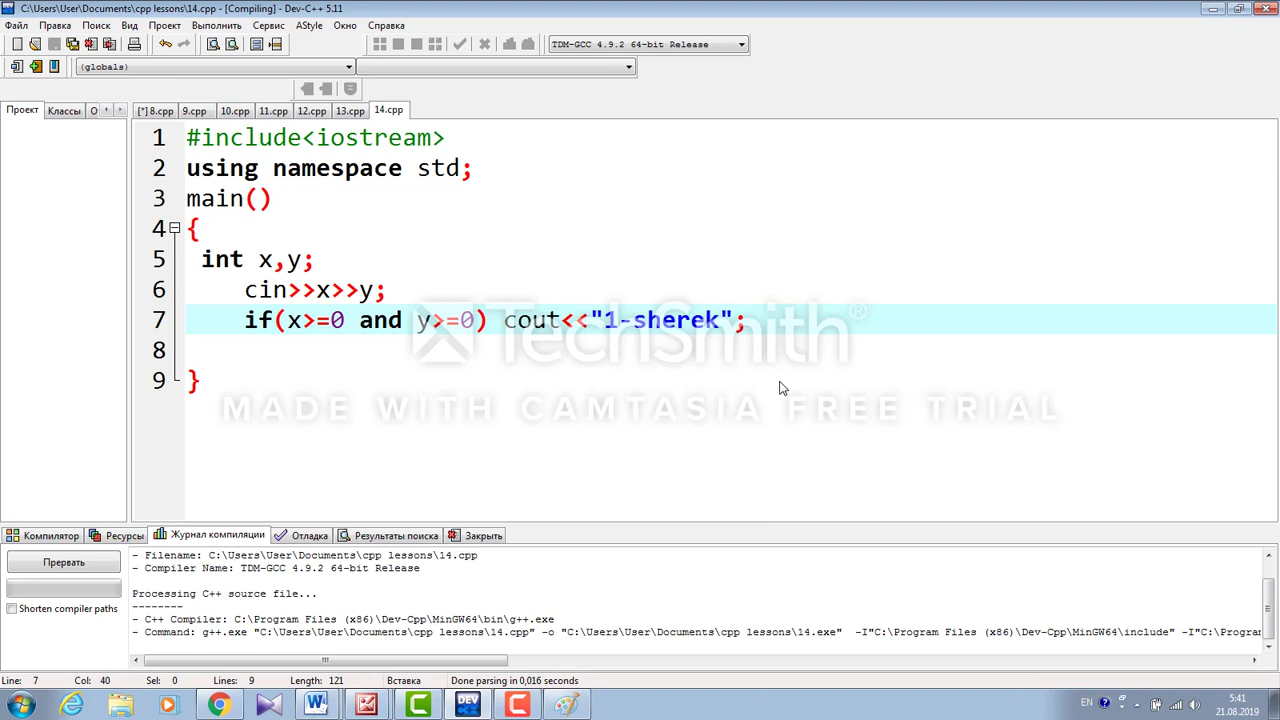 C:\Users\User\Documents\cpp lessons\14.cpp - [Compiling] - Dev-C++ 5.11
Файл Правка Поиск Вид Проект Выполнить Сервис AStyle Окно Справка
TDM-GCC 4.9.2 64-bit Release
(globals)
Проект Классы О [*] 8.cpp 9.cpp 10.cpp 11.cpp 12.cpp 13.cpp 14.cpp
1 #include<iostream>
2 using namespace std;
3 main()
4 {
5 int x,y;
6 cin>>x>>y;
7 if(x>=0 and y>=0) cout<<"1-sherek";
8
9 }
TechSmith®
MADE WITH CAMTASIA FREE TRIAL
Компилятор Ресурсы Журнал компиляции Отладка Результаты поиска Закрыть
Прервать
Shorten compiler paths
- Filename: C:\Users\User\Documents\cpp lessons\14.cpp
- Compiler Name: TDM-GCC 4.9.2 64-bit Release
Processing C++ source file...
--------
- C++ Compiler: C:\Program Files (x86)\Dev-Cpp\MinGW64\bin\g++.exe
- Command: g++.exe "C:\Users\User\Documents\cpp lessons\14.cpp" -o "C:\Users\User\Documents\cpp lessons\14.exe" -I"C:\Program Files (x86)\Dev-Cpp\MinGW64\include" -I"C:\Program
Line: 7 Col: 40 Sel: 0 Lines: 9 Length: 121 Вставка Done parsing in 0,016 seconds
EN 5:41
21.08.2019